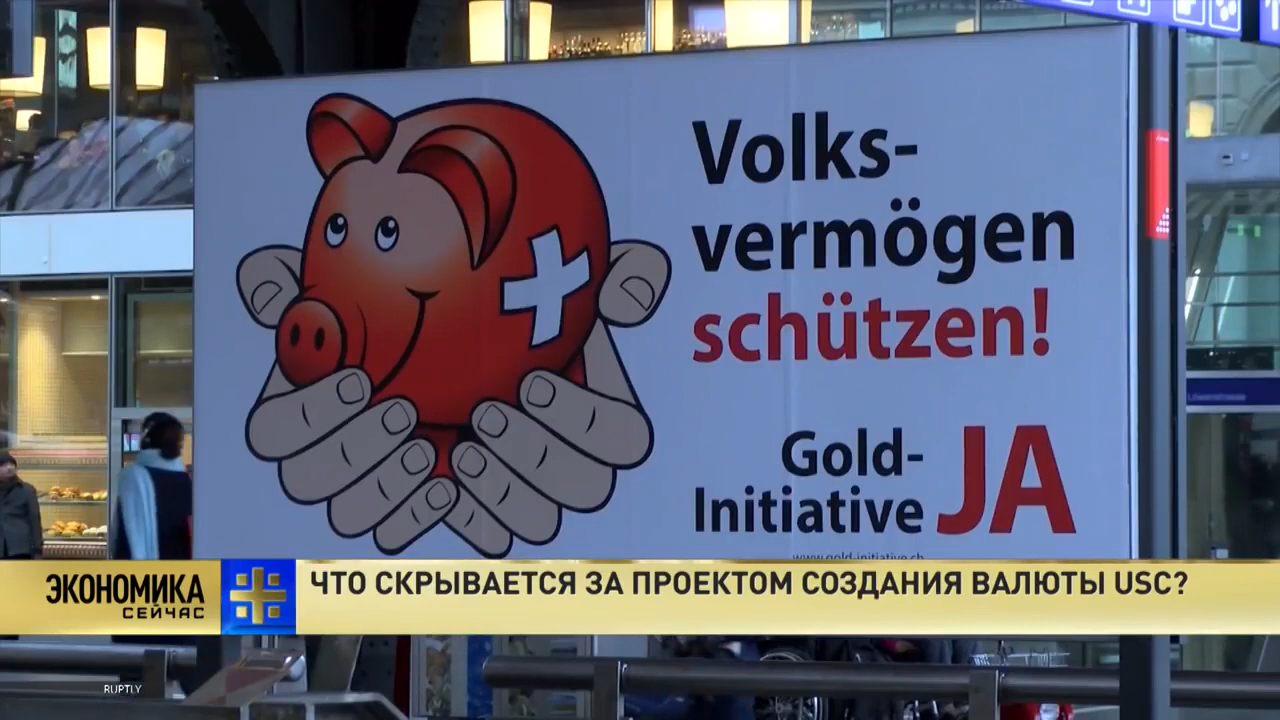 Volks-
vermögen
schützen!
Gold-
Initiative JA
www.gold-initiative.ch
ЭКОНОМИКА
СЕЙЧАС
ЧТО СКРЫВАЕТСЯ ЗА ПРОЕКТОМ СОЗДАНИЯ ВАЛЮТЫ USC?
RUPTLY